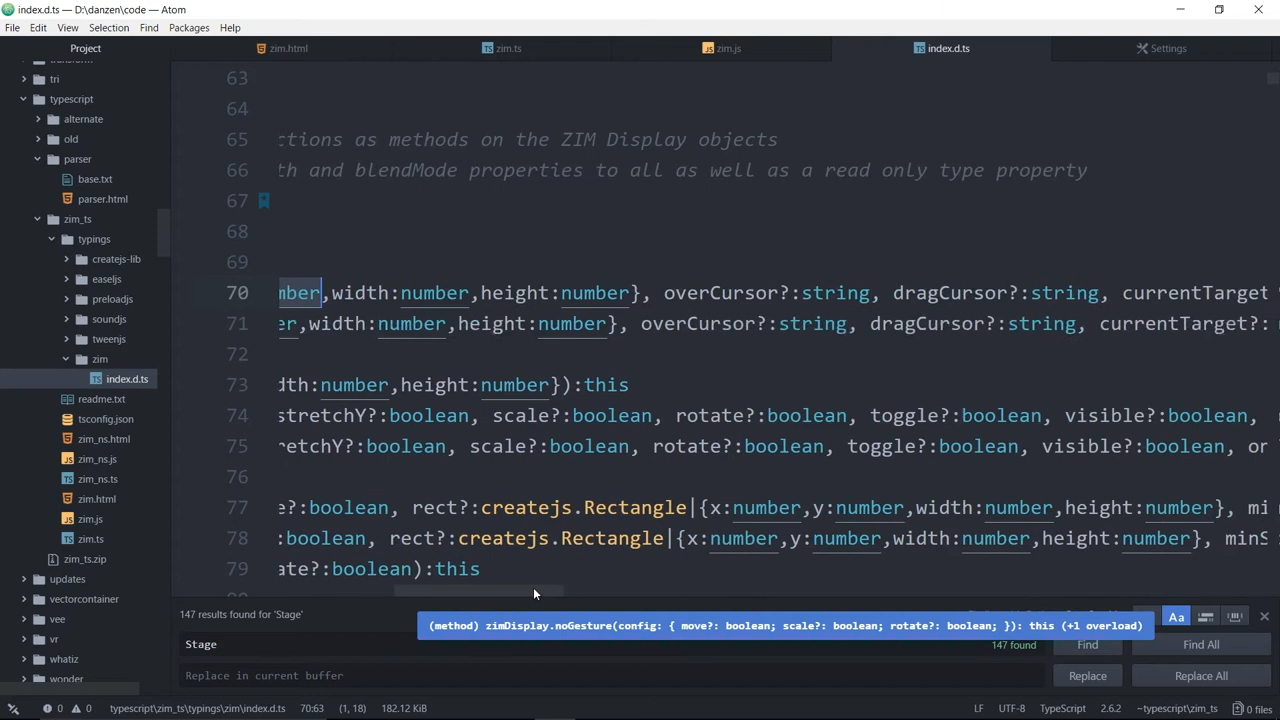 index.d.ts — C:\Users\danzen\code — Atom
File Edit View Selection Find Packages Help
Project
zim.html
zim.ts
zim.js
index.d.ts
Settings
tri
typescript
alternate
old
parser
base.txt
parser.html
zim_ts
typings
createjs-lib
easeljs
preloadjs
soundjs
tweenjs
zim
index.d.ts
readme.txt
tsconfig.json
zim_ns.html
zim_ns.js
zim_ns.ts
zim.html
zim.js
zim.ts
zim_ts.zip
updates
vectorcontainer
vee
vr
whatiz
wonder
63
64
65 ctions as methods on the ZIM Display objects
66 th and blendMode properties to all as well as a read only type property
67
68
69
70 mber,width:number,height:number}, overCursor?:string, dragCursor?:string, currentTarget
71 er,width:number,height:number}, overCursor?:string, dragCursor?:string, currentTarget?:
72
73 dth:number,height:number}):this
74 stretchY?:boolean, scale?:boolean, rotate?:boolean, toggle?:boolean, visible?:boolean,
75 retchY?:boolean, scale?:boolean, rotate?:boolean, toggle?:boolean, visible?:boolean, or
76
77 e?:boolean, rect?:createjs.Rectangle|{x:number,y:number,width:number,height:number}, mi
78 :boolean, rect?:createjs.Rectangle|{x:number,y:number,width:number,height:number}, minS
79 ate?:boolean):this
147 results found for 'Stage'
(method) zimDisplay.noGesture(config: { move?: boolean; scale?: boolean; rotate?: boolean; }): this (+1 overload)
Aa
Stage
147 found
Find
Find All
Replace in current buffer
Replace
Replace All
0 0 typescript\zim_ts\typings\zim\index.d.ts 70:63 (1, 18) 182.12 KiB LF UTF-8 TypeScript 2.6.2 ~typescript\zim_ts 0 files